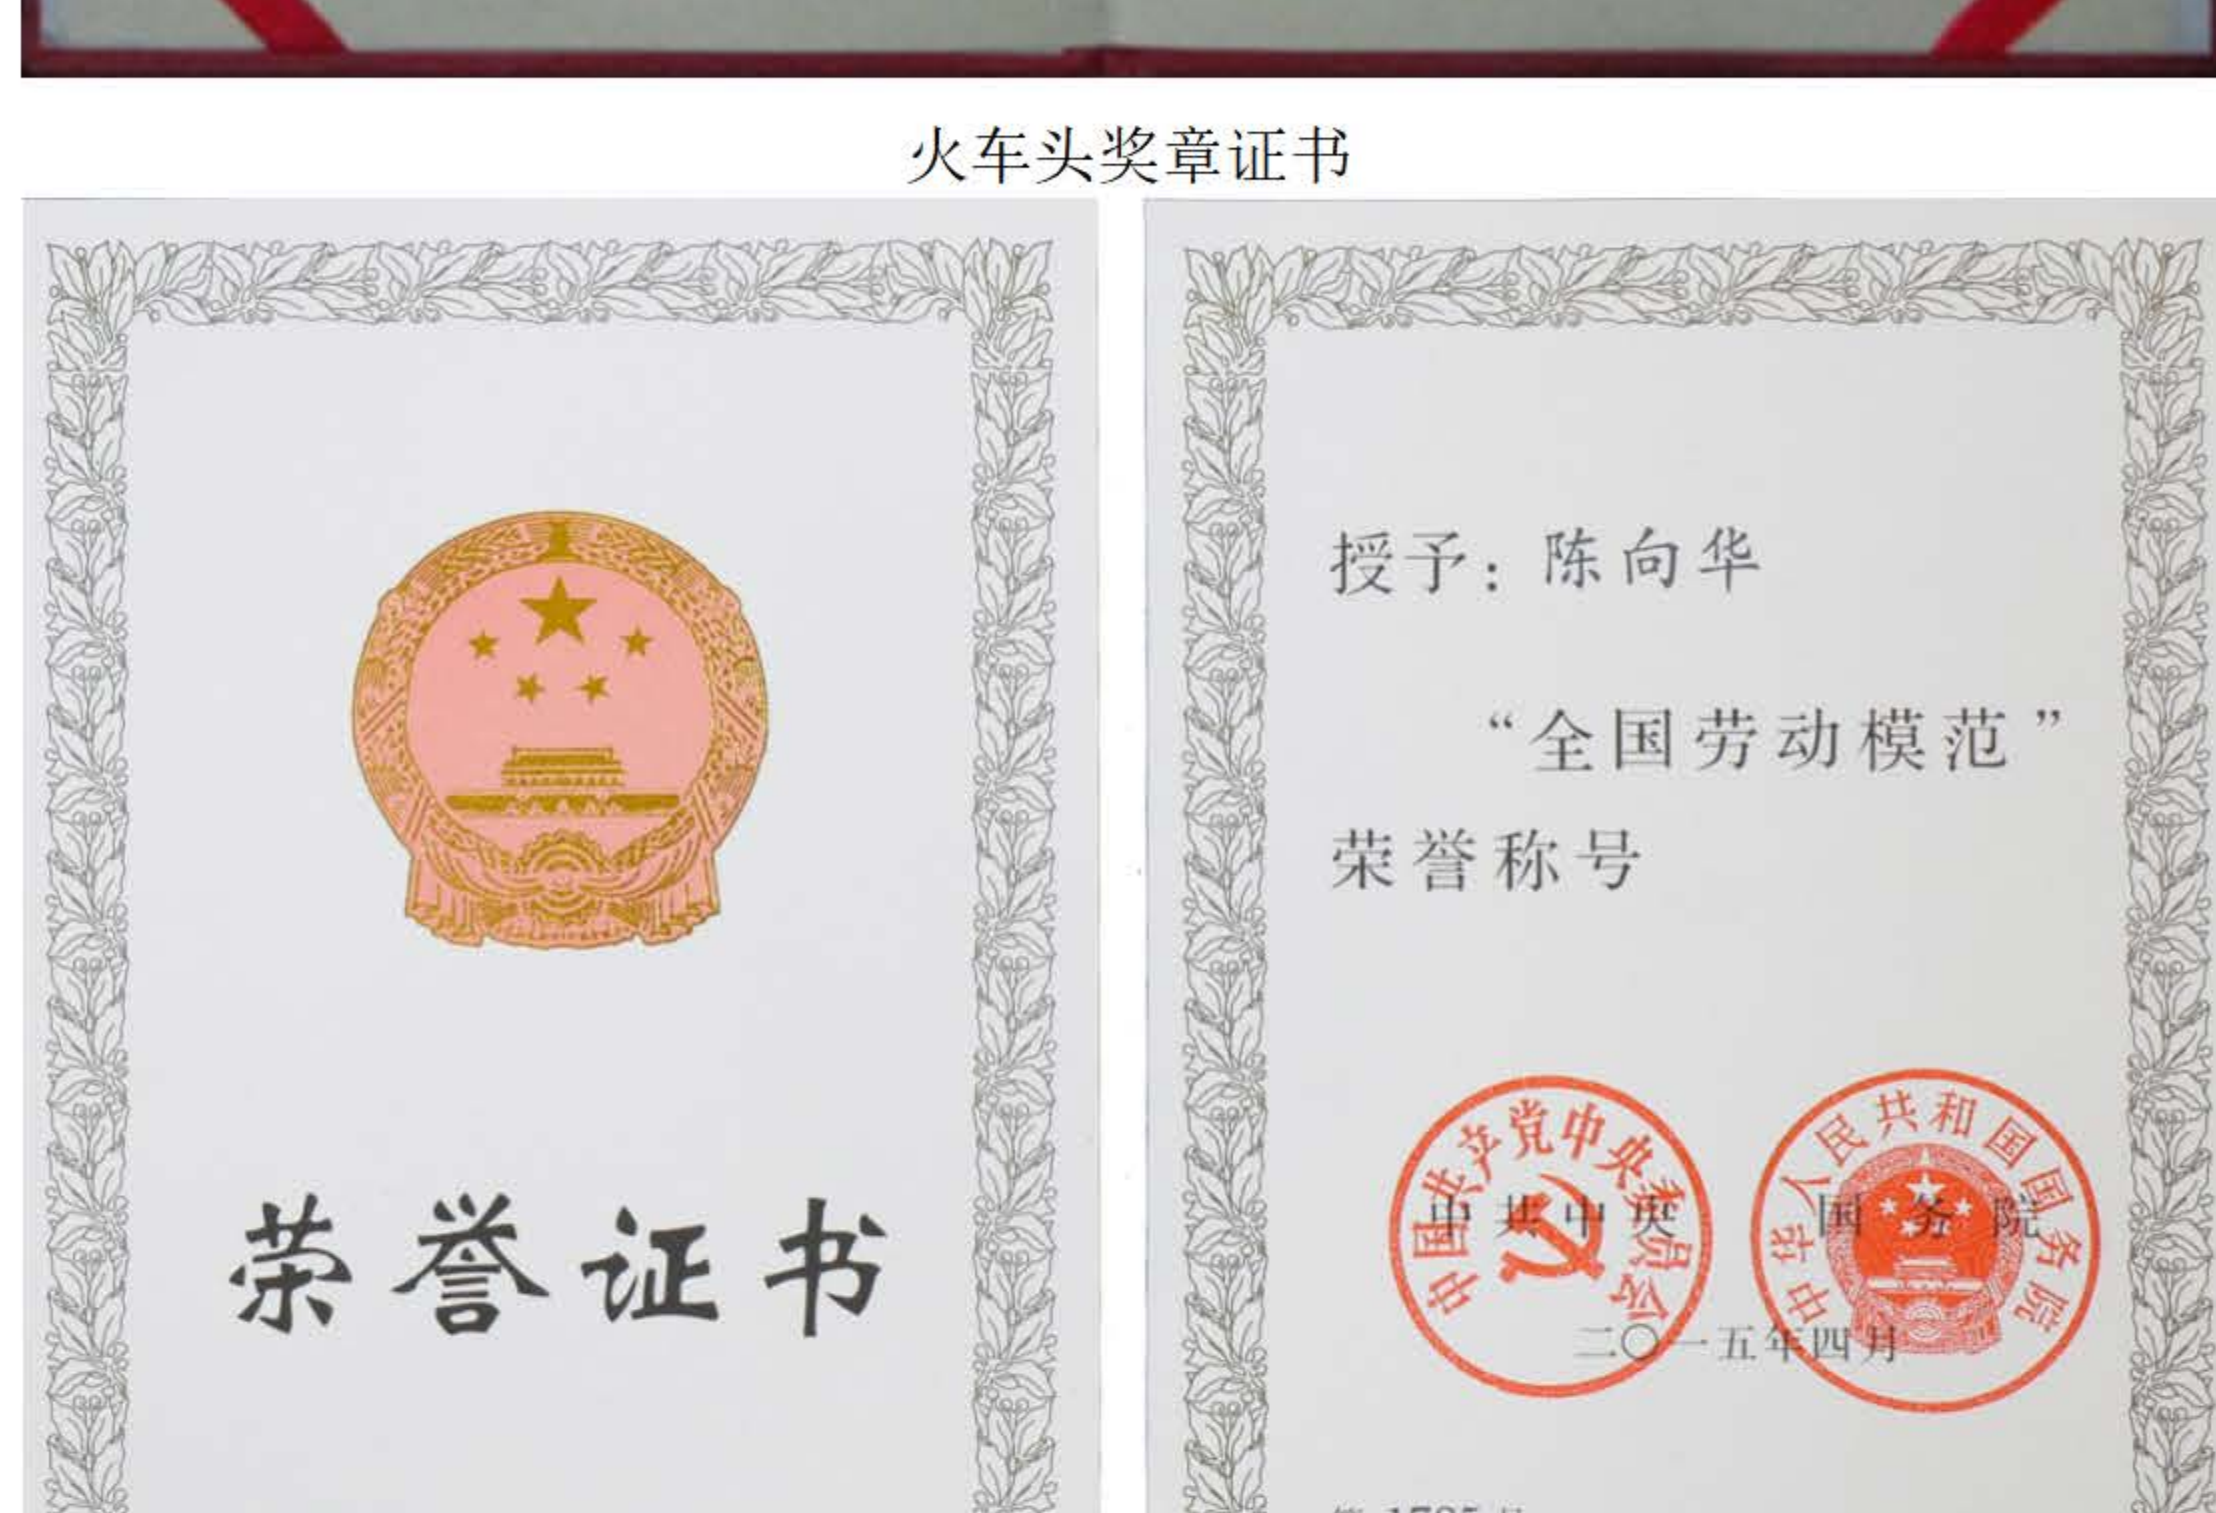 火车头奖章证书
荣誉证书
授予：陈向华
“全国劳动模范”
荣誉称号
中国共产党中央委员会
中共中央
中华人民共和国国务院
国务院
二〇一五年四月